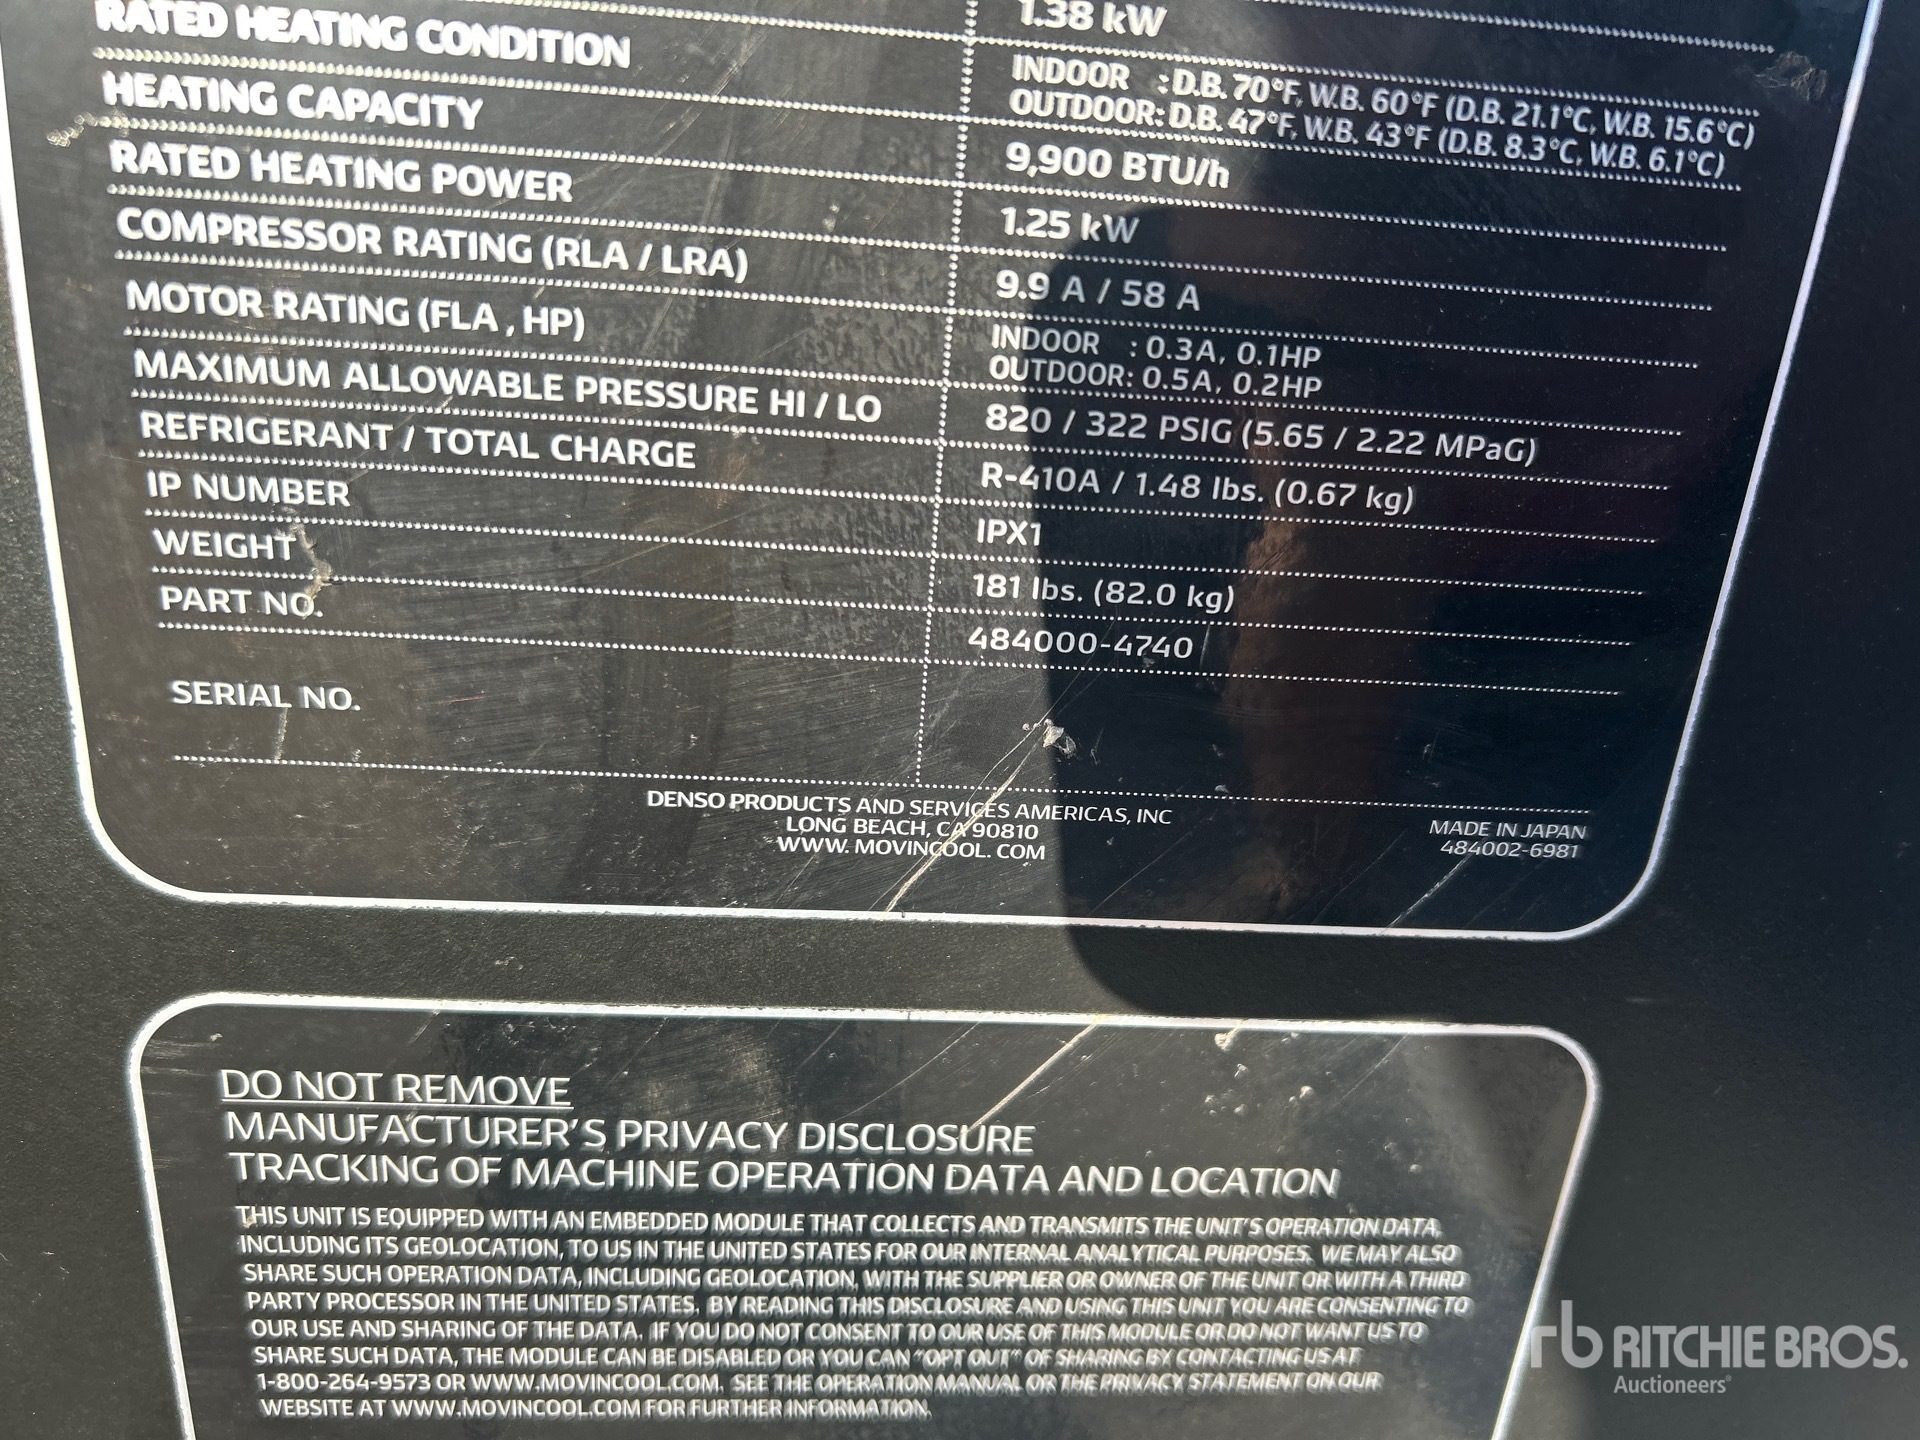 1.38 kW
RATED HEATING CONDITION
INDOOR : D.B. 70°F, W.B. 60°F (D.B. 21.1°C, W.B. 15.6°C)
OUTDOOR: D.B. 47°F, W.B. 43°F (D.B. 8.3°C, W.B. 6.1°C)
HEATING CAPACITY 9,900 BTU/h
RATED HEATING POWER 1.25 kW
COMPRESSOR RATING (RLA / LRA) 9.9 A / 58 A
MOTOR RATING (FLA , HP)
INDOOR : 0.3A, 0.1HP
OUTDOOR: 0.5A, 0.2HP
MAXIMUM ALLOWABLE PRESSURE HI / LO 820 / 322 PSIG (5.65 / 2.22 MPaG)
REFRIGERANT / TOTAL CHARGE R-410A / 1.48 lbs. (0.67 kg)
IP NUMBER IPX1
WEIGHT 181 lbs. (82.0 kg)
PART NO. 484000-4740
SERIAL NO.
DENSO PRODUCTS AND SERVICES AMERICAS, INC
LONG BEACH, CA 90810
WWW. MOVINCOOL. COM
MADE IN JAPAN
484002-6981
DO NOT REMOVE
MANUFACTURER'S PRIVACY DISCLOSURE
TRACKING OF MACHINE OPERATION DATA AND LOCATION
THIS UNIT IS EQUIPPED WITH AN EMBEDDED MODULE THAT COLLECTS AND TRANSMITS THE UNIT'S OPERATION DATA,
INCLUDING ITS GEOLOCATION, TO US IN THE UNITED STATES FOR OUR INTERNAL ANALYTICAL PURPOSES. WE MAY ALSO
SHARE SUCH OPERATION DATA, INCLUDING GEOLOCATION, WITH THE SUPPLIER OR OWNER OF THE UNIT OR WITH A THIRD
PARTY PROCESSOR IN THE UNITED STATES. BY READING THIS DISCLOSURE AND USING THIS UNIT YOU ARE CONSENTING TO
OUR USE AND SHARING OF THE DATA. IF YOU DO NOT CONSENT TO OUR USE OF THIS MODULE OR DO NOT WANT US TO
SHARE SUCH DATA, THE MODULE CAN BE DISABLED OR YOU CAN "OPT OUT" OF SHARING BY CONTACTING US AT
1-800-264-9573 OR WWW.MOVINCOOL.COM. SEE THE OPERATION MANUAL OR THE PRIVACY STATEMENT ON OUR
WEBSITE AT WWW.MOVINCOOL.COM FOR FURTHER INFORMATION.
rb RITCHIE BROS.
Auctioneers